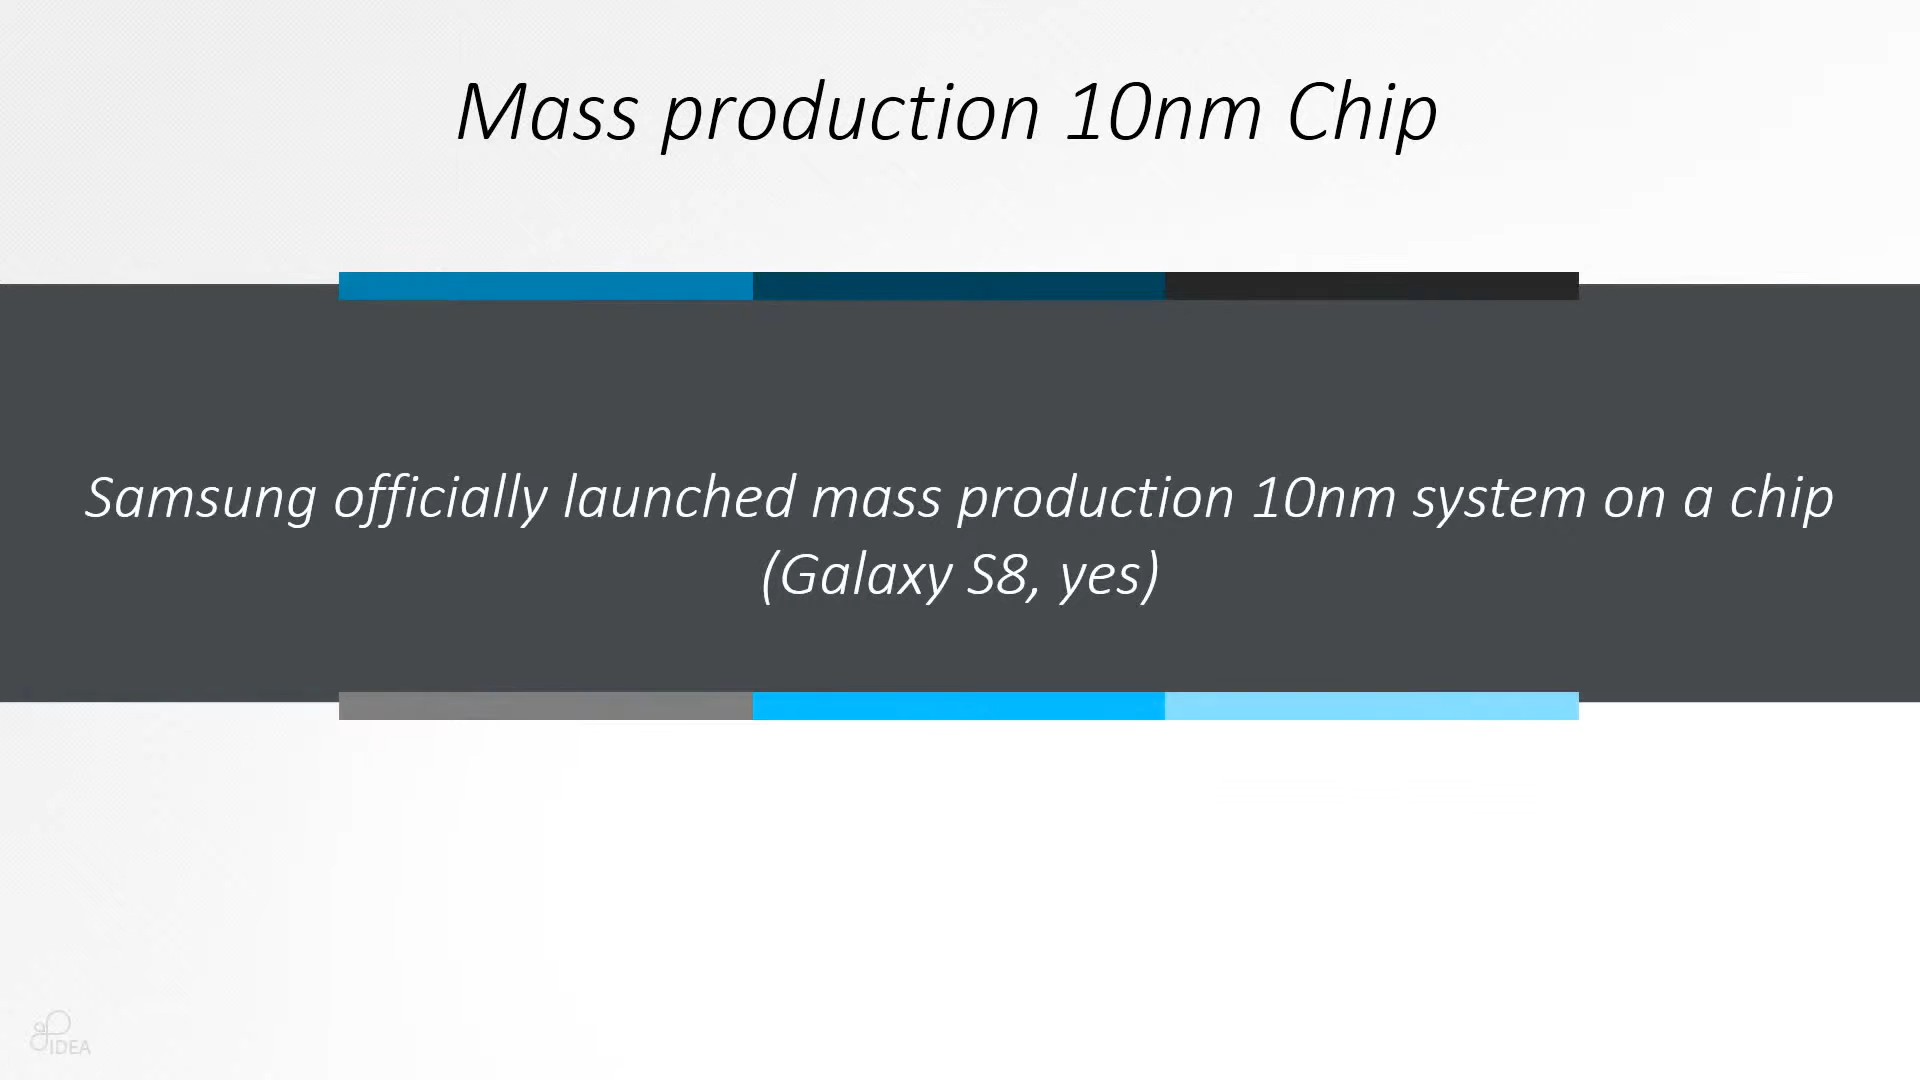 Mass production 10nm Chip
Samsung officially launched mass production 10nm system on a chip
(Galaxy S8, yes)
IDEA